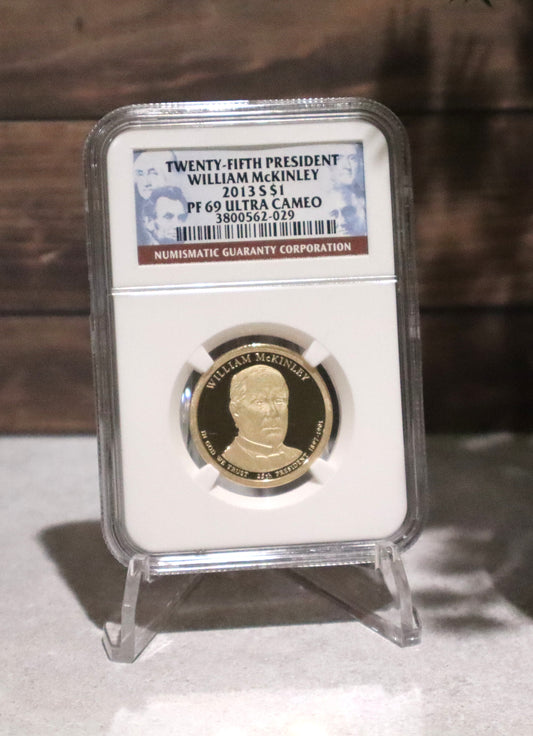 TWENTY-FIFTH PRESIDENT
WILLIAM McKINLEY
2013 S $1
PF 69 ULTRA CAMEO
3800562-029
NUMISMATIC GUARANTY CORPORATION
WILLIAM McKINLEY
IN GOD WE TRUST 25th PRESIDENT 1897-1901